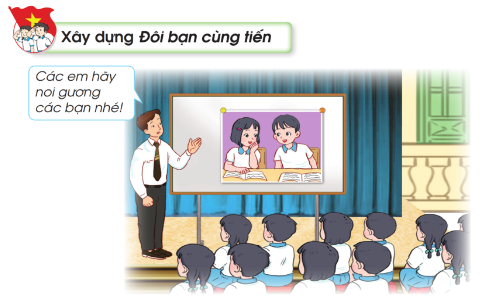 Xây dựng Đôi bạn cùng tiến
Các em hãy
noi gương
các bạn nhé!